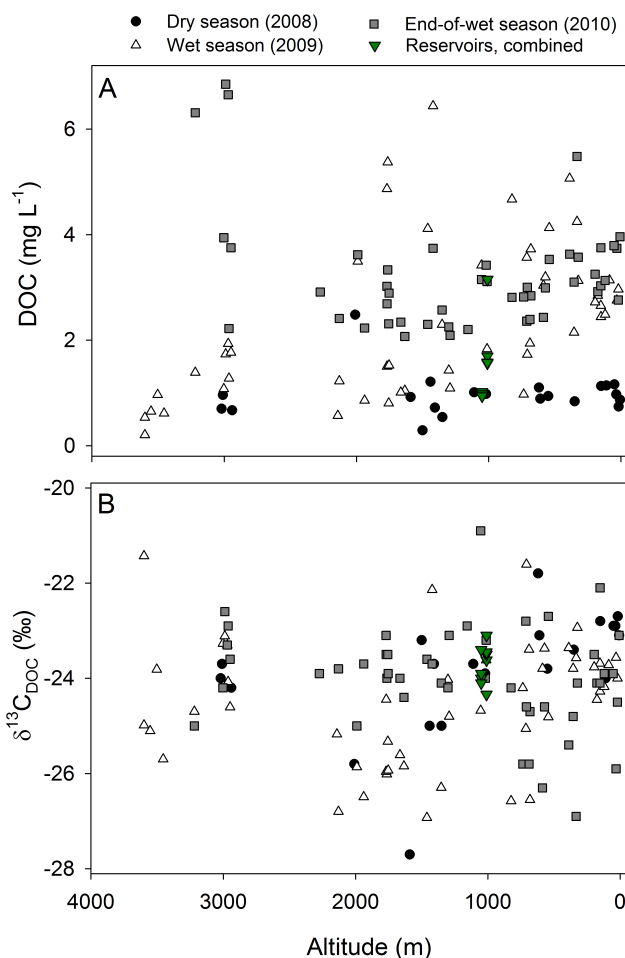 Dry season (2008)
Wet season (2009)
End-of-wet season (2010)
Reservoirs, combined
A
6
4
2
0
DOC (mg L⁻¹)
B
-20
-22
-24
-26
-28
δ¹³C_DOC (‰)
4000 3000 2000 1000 0
Altitude (m)